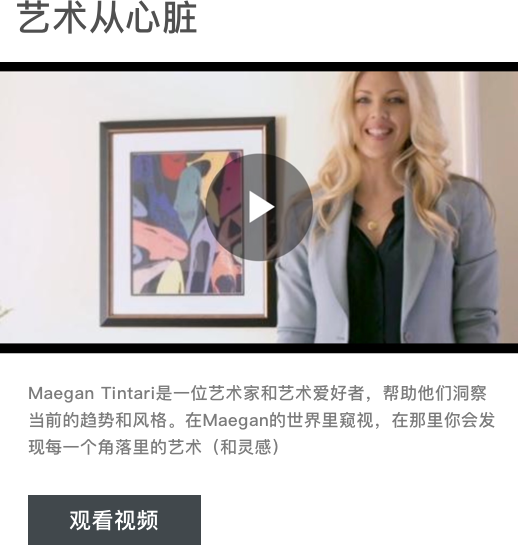 艺术从心脏
Maegan Tintari是一位艺术家和艺术爱好者，帮助他们洞察
当前的趋势和风格。在Maegan的世界里窥视，在那里你会发
现每一个角落里的艺术（和灵感）
观看视频